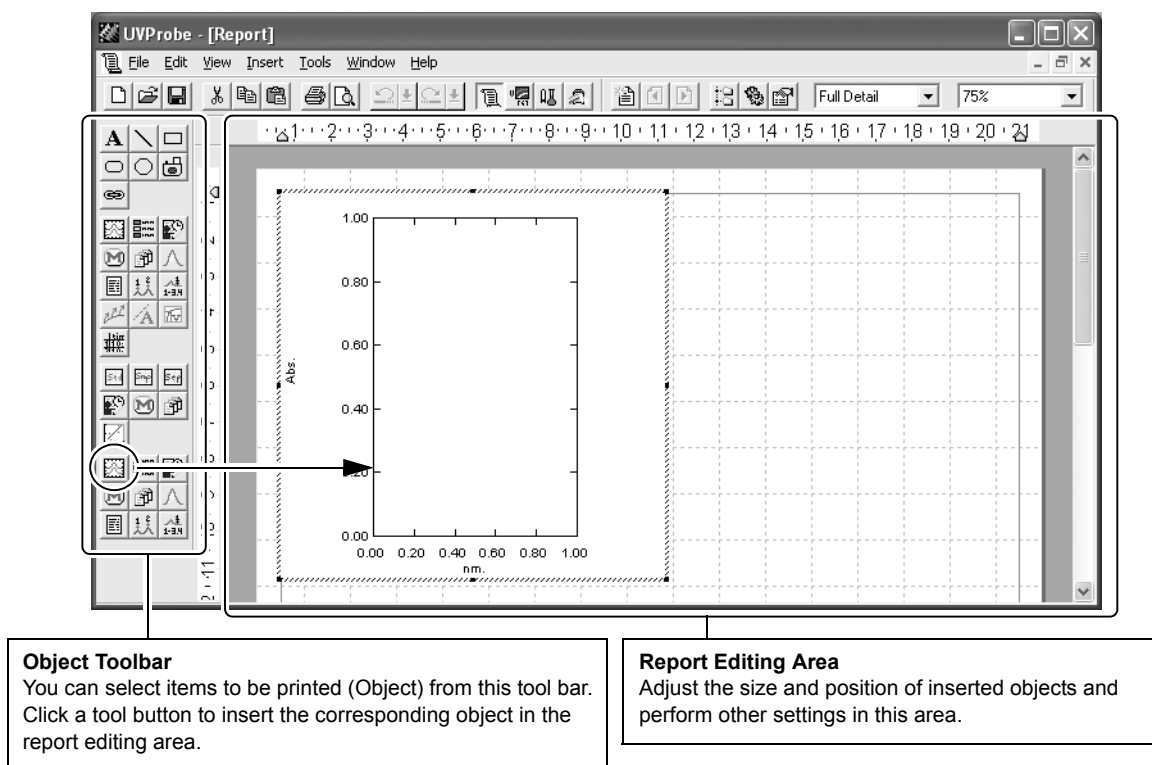 UVProbe - [Report]
File Edit View Insert Tools Window Help
Full Detail 75%
1 2 3 4 5 6 7 8 9 10 11 12 13 14 15 16 17 18 19 20 21
A
M
1.00
0.80
0.60
0.40
0.20
0.00
Abs.
0.00 0.20 0.40 0.60 0.80 1.00
nm.
Std Smp
M
11
Object Toolbar
You can select items to be printed (Object) from this tool bar.
Click a tool button to insert the corresponding object in the
report editing area.
Report Editing Area
Adjust the size and position of inserted objects and
perform other settings in this area.